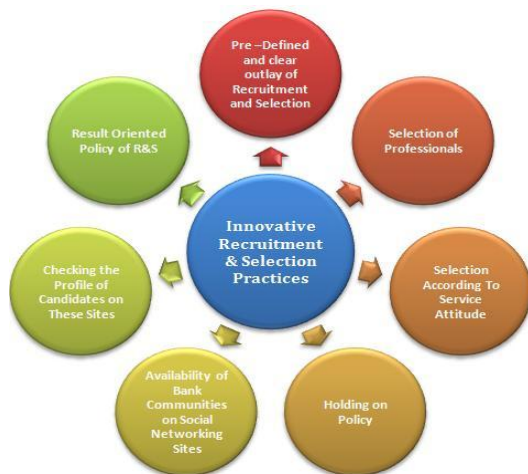 Pre –Defined
and clear
outlay of
Recruitment
and Selection
Selection of
Professionals
Selection
According To
Service
Attitude
Holding on
Policy
Availability of
Bank
Communities
on Social
Networking
Sites
Checking the
Profile of
Candidates on
These Sites
Result Oriented
Policy of R&S
Innovative
Recruitment
& Selection
Practices